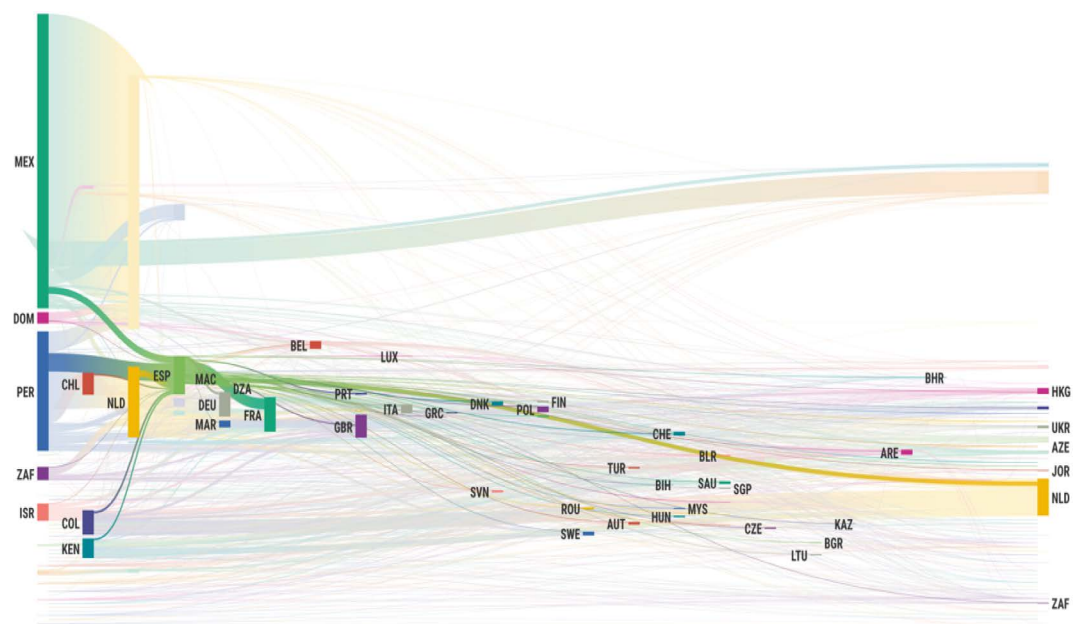 MEX
DOM
PER
CHL
NLD
ESP
MAC
DZA
DEU
MAR
FRA
BEL
LUX
PRT
GBR
ITA
GRC
DNK
POL
FIN
CHE
BHR
HKG
UKR
AZE
ARE
JOR
NLD
ZAF
ISR
COL
KEN
TUR
BLR
BIH
SAU
SGP
SVN
ROU
AUT
HUN
MYS
SWE
CZE
KAZ
BGR
LTU
ZAF